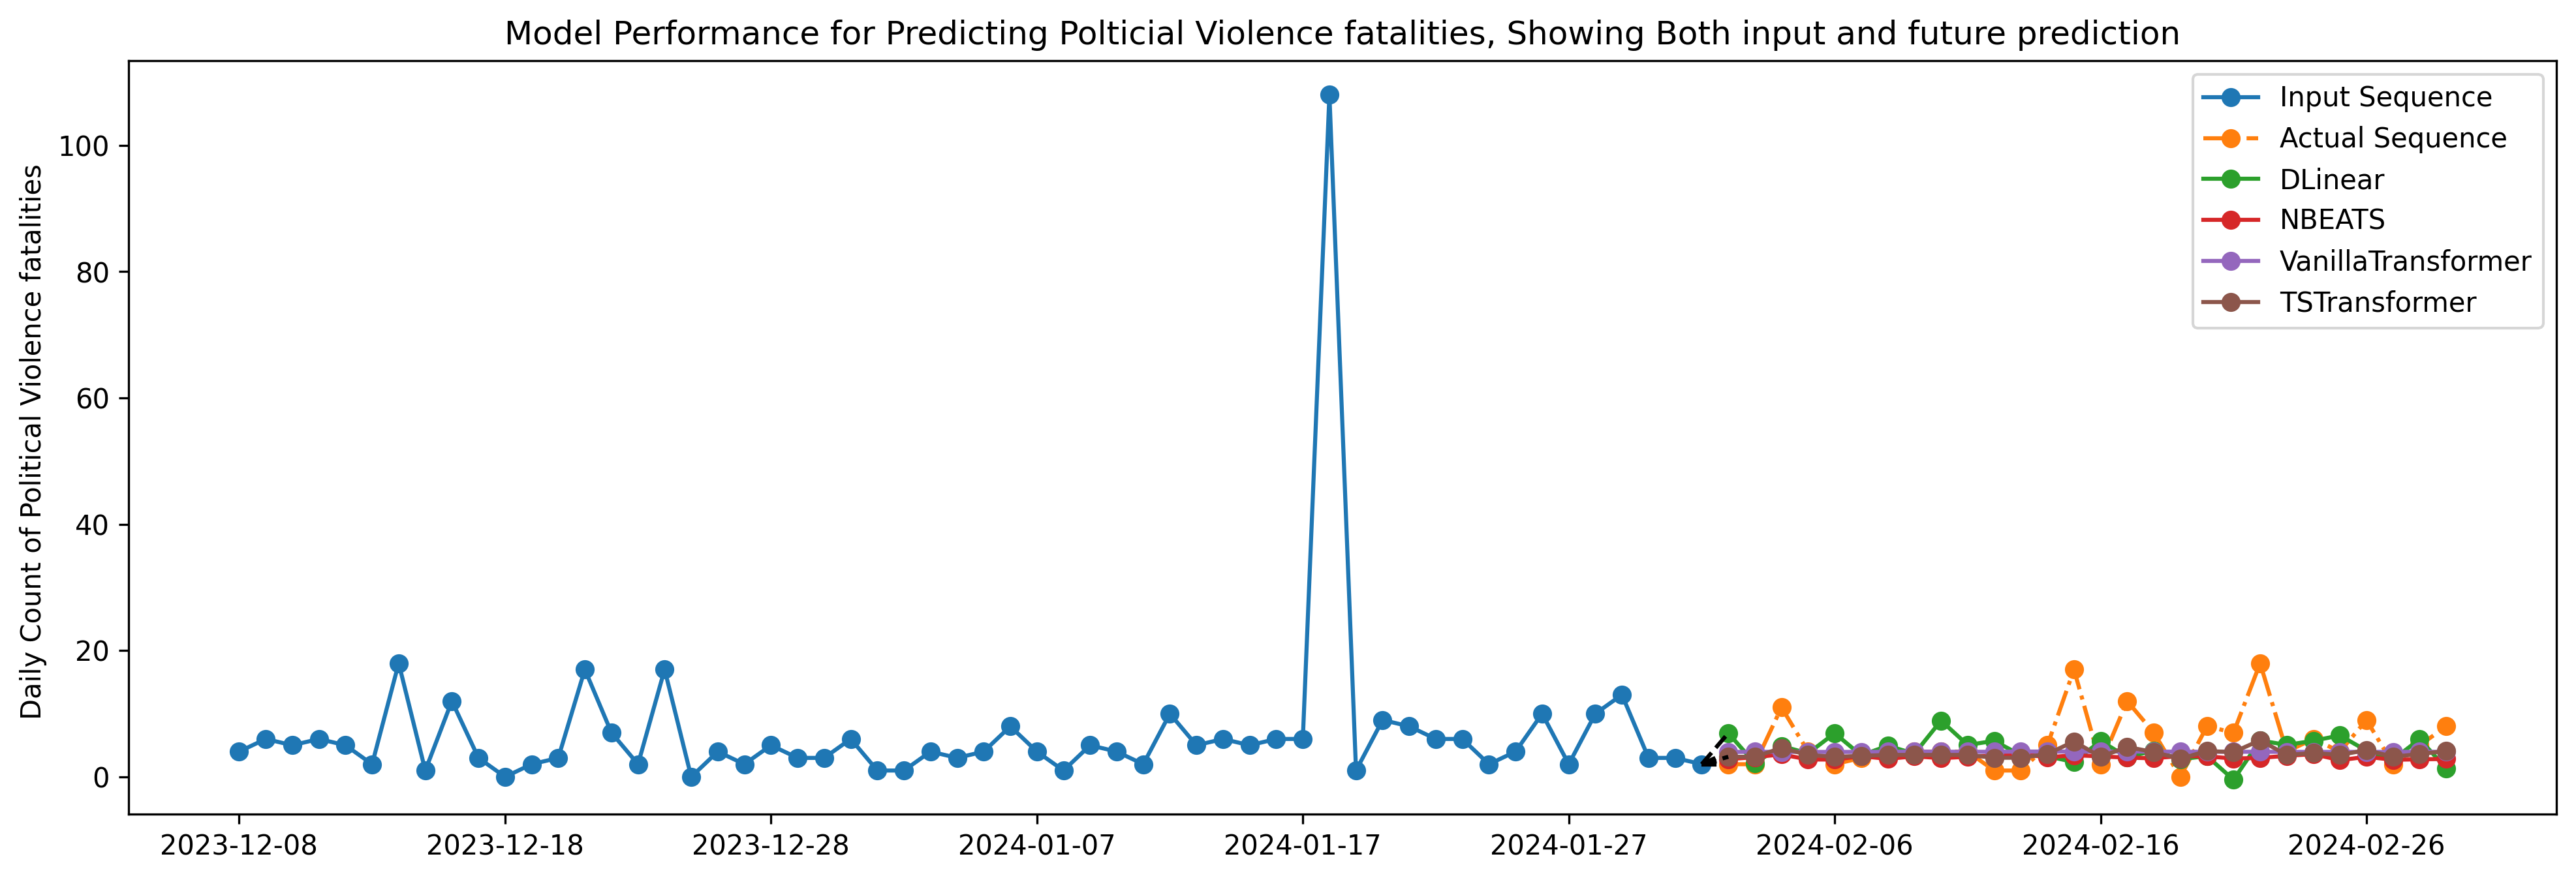 Model Performance for Predicting Polticial Violence fatalities, Showing Both input and future prediction
Daily Count of Political Violence fatalities
100
80
60
40
20
0
Input Sequence
Actual Sequence
DLinear
NBEATS
VanillaTransformer
TSTransformer
2023-12-08 2023-12-18 2023-12-28 2024-01-07 2024-01-17 2024-01-27 2024-02-06 2024-02-16 2024-02-26